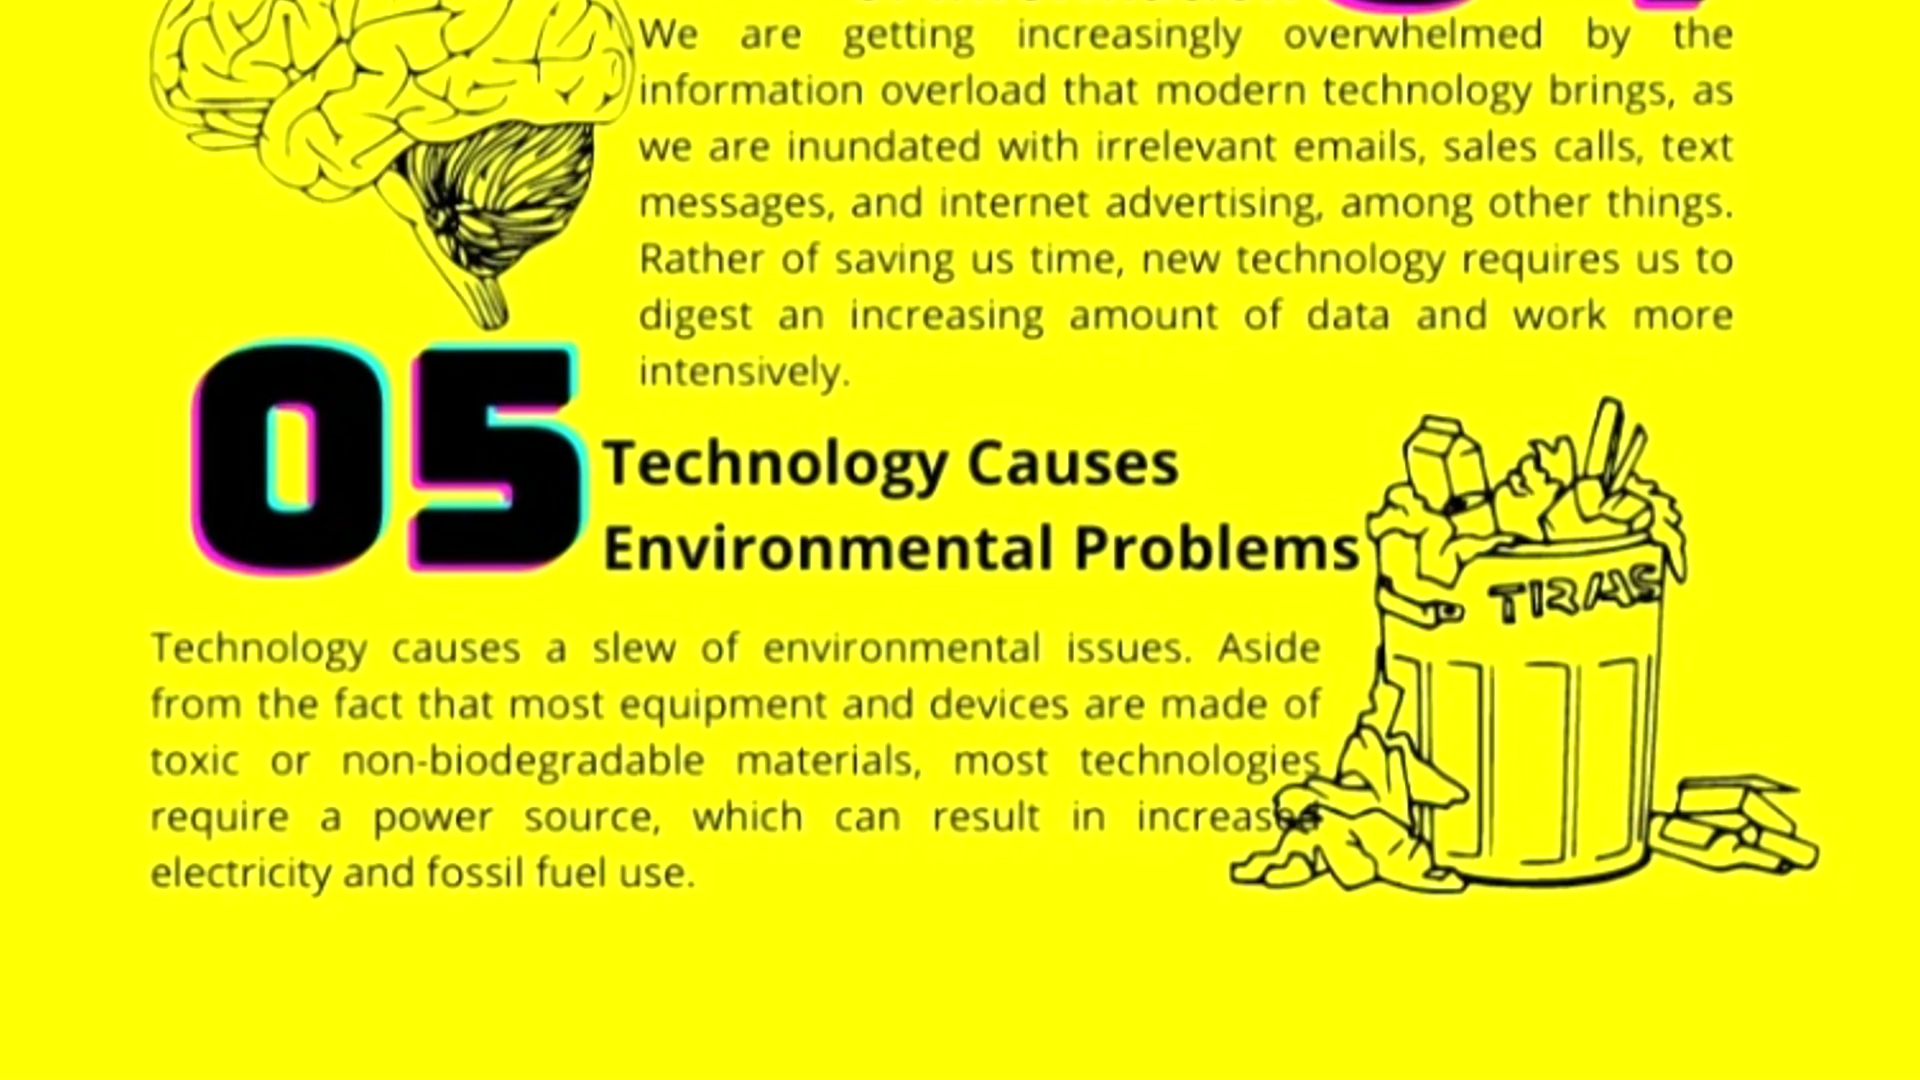 We are getting increasingly overwhelmed by the
information overload that modern technology brings, as
we are inundated with irrelevant emails, sales calls, text
messages, and internet advertising, among other things.
Rather of saving us time, new technology requires us to
digest an increasing amount of data and work more
intensively.
05
Technology Causes
Environmental Problems
TRAS
Technology causes a slew of environmental issues. Aside
from the fact that most equipment and devices are made of
toxic or non-biodegradable materials, most technologies
require a power source, which can result in increase
electricity and fossil fuel use.